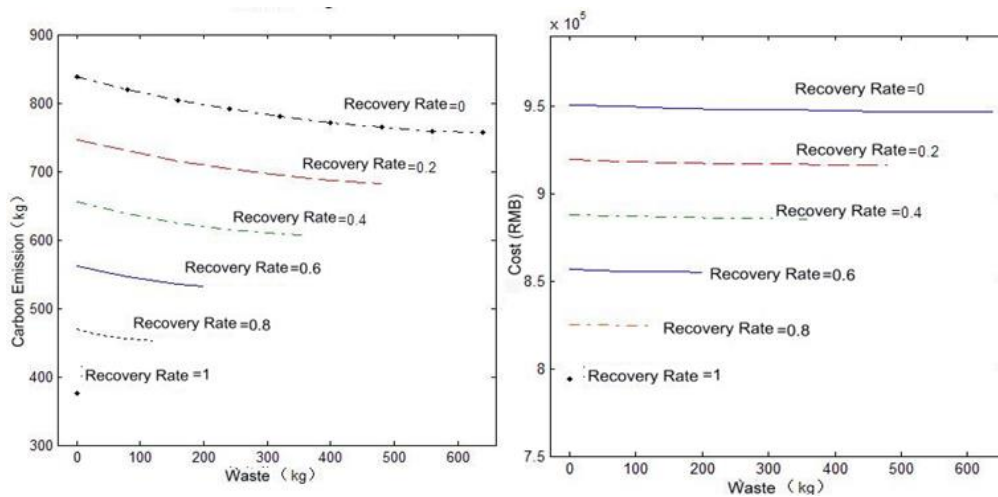 900
800
700
600
500
400
300
Carbon Emission (kg)
Recovery Rate=0
Recovery Rate=0.2
Recovery Rate=0.4
Recovery Rate=0.6
Recovery Rate=0.8
Recovery Rate =1
0 100 200 300 400 500 600
Waste (kg)
x 10⁵
9.5
9
8.5
8
7.5
Cost (RMB)
Recovery Rate=0
Recovery Rate=0.2
Recovery Rate=0.4
Recovery Rate=0.6
Recovery Rate=0.8
Recovery Rate=1
0 100 200 300 400 500 600
Waste (kg)